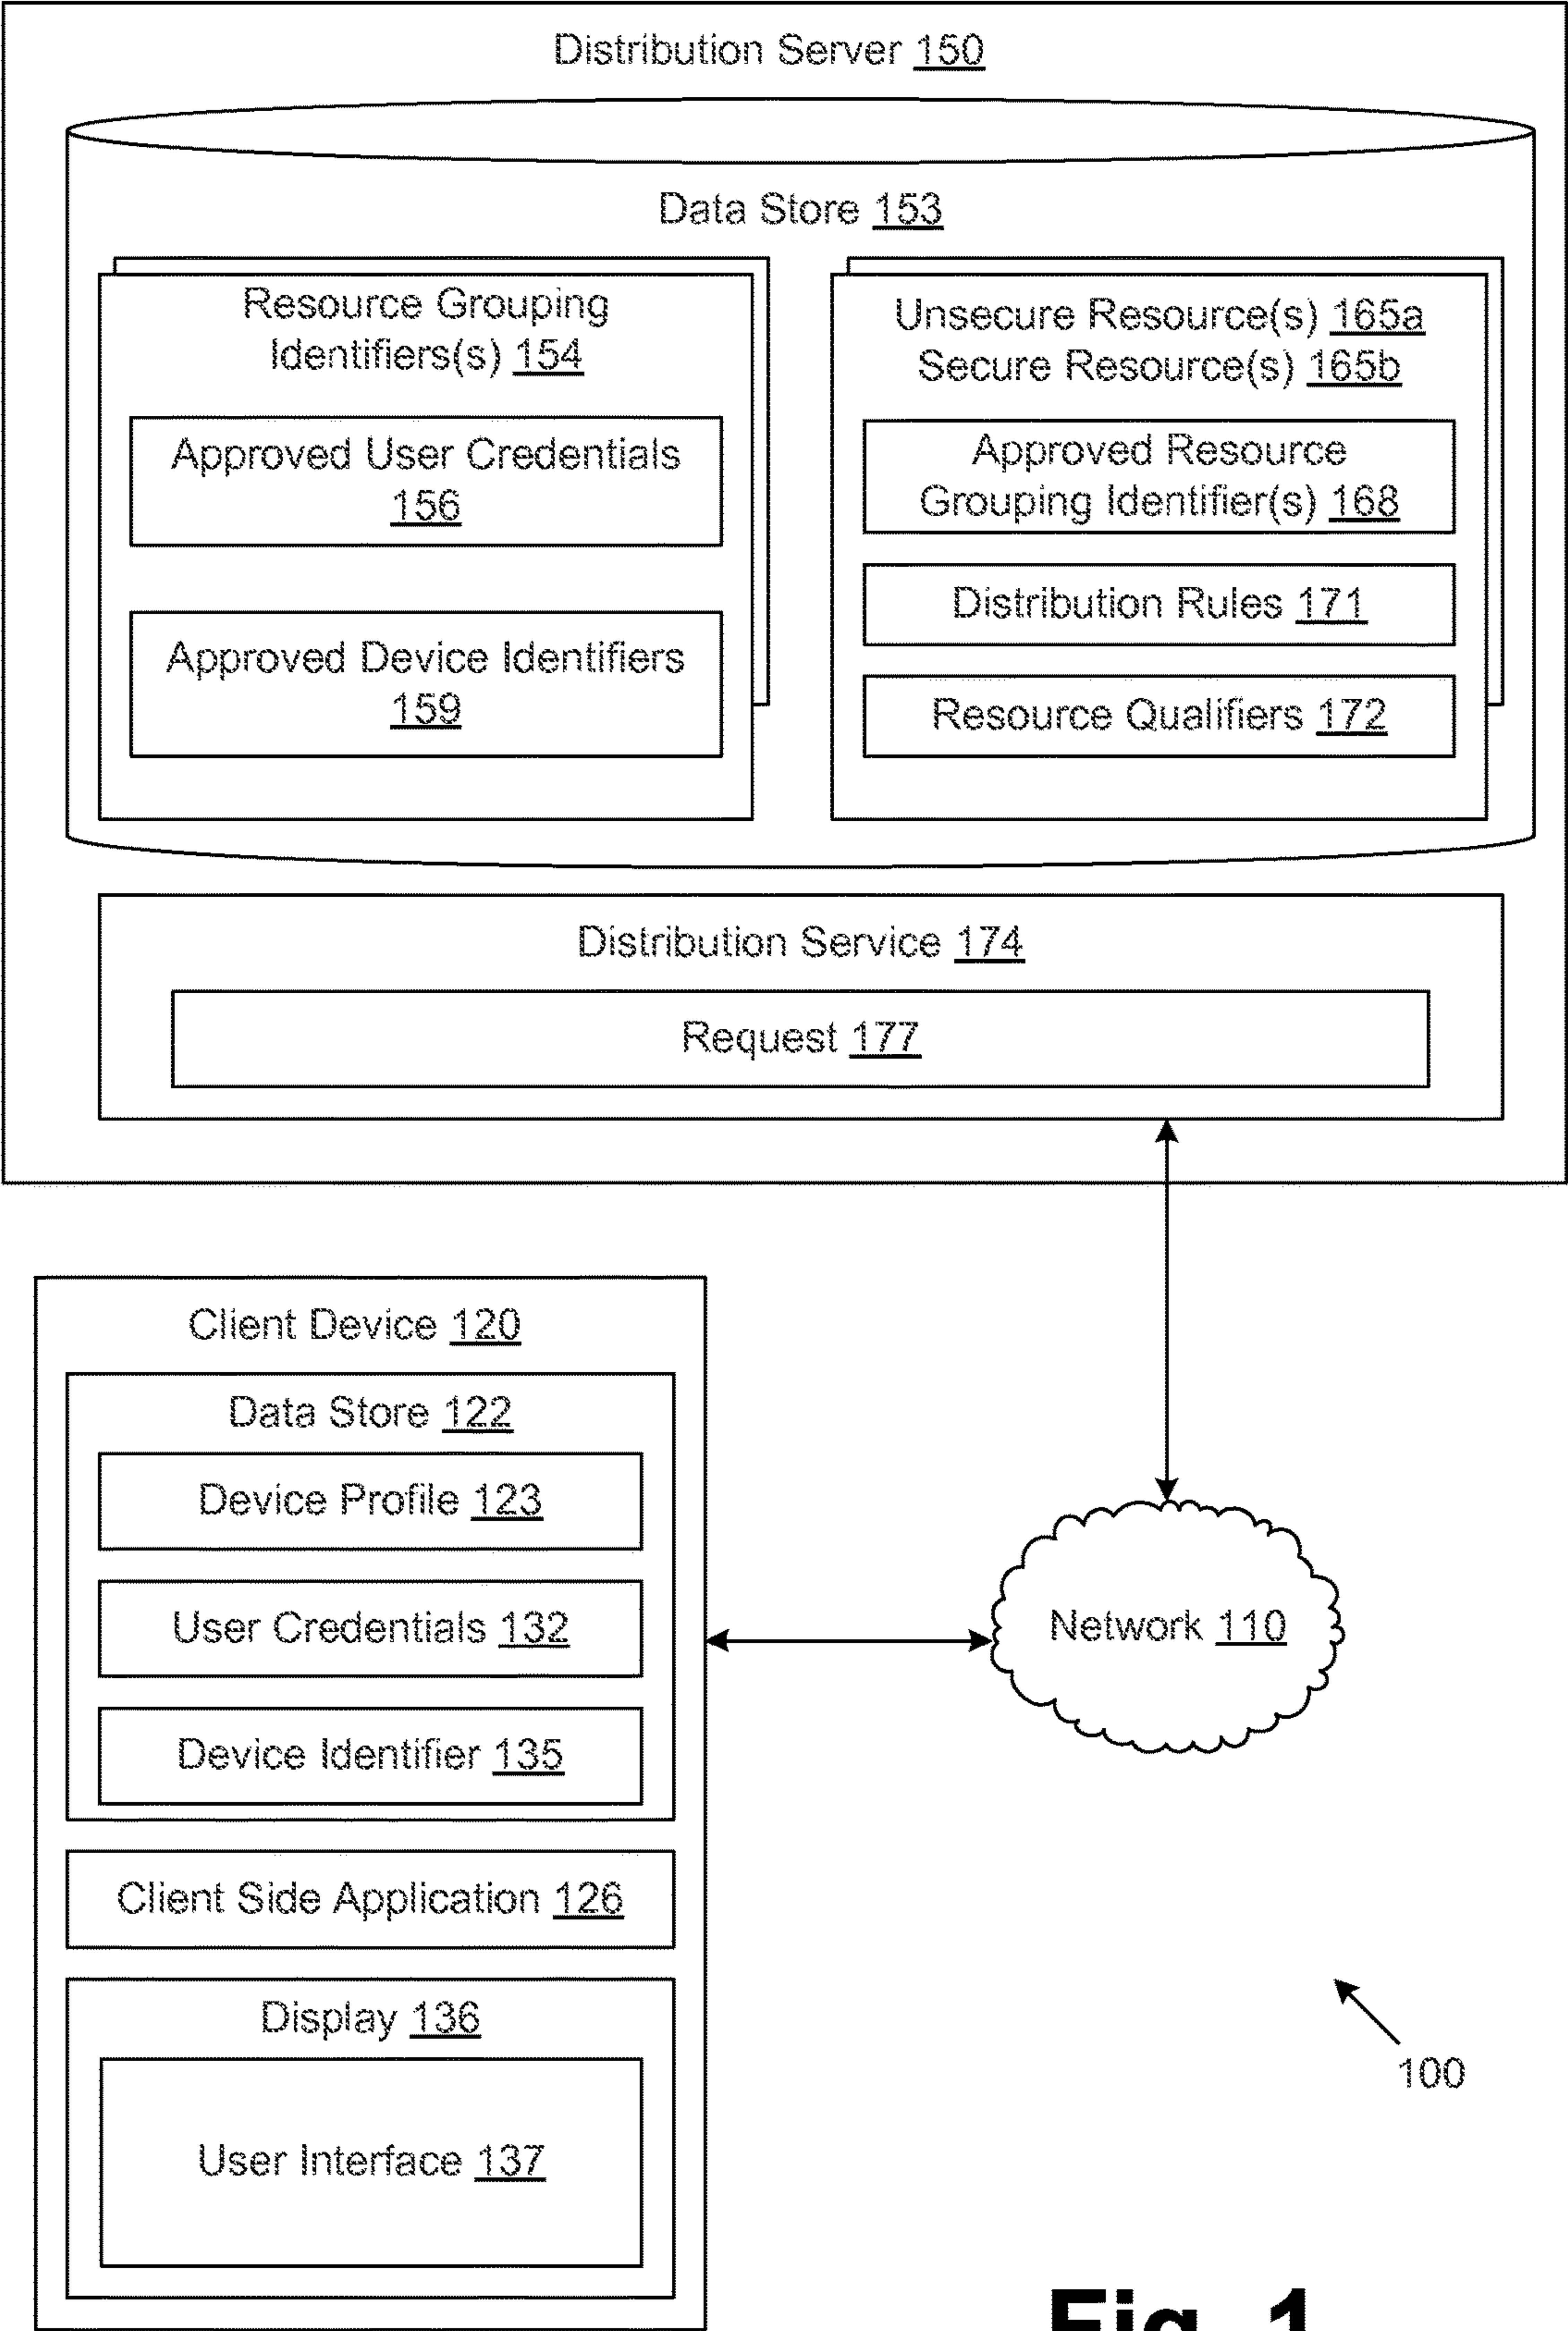 Distribution Server 150
Data Store 153
Resource Grouping
Identifiers(s) 154
Approved User Credentials
156
Approved Device Identifiers
159
Unsecure Resource(s) 165a
Secure Resource(s) 165b
Approved Resource
Grouping Identifier(s) 168
Distribution Rules 171
Resource Qualifiers 172
Distribution Service 174
Request 177
Client Device 120
Data Store 122
Device Profile 123
User Credentials 132
Device Identifier 135
Client Side Application 126
Display 136
User Interface 137
Network 110
100
Fig. 1